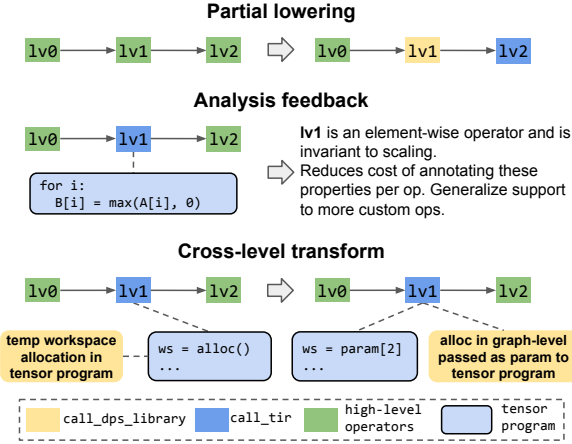 Partial lowering
lv0 lv1 lv2 lv0 lv1 lv2
Analysis feedback
lv0 lv1 lv2
for i:
B[i] = max(A[i], 0)
lv1 is an element-wise operator and is
invariant to scaling.
Reduces cost of annotating these
properties per op. Generalize support
to more custom ops.
Cross-level transform
lv0 lv1 lv2 lv0 lv1 lv2
temp workspace
allocation in
tensor program
ws = alloc()
...
ws = param[2]
...
alloc in graph-level
passed as param to
tensor program
call_dps_library
call_tir
high-level
operators
tensor
program